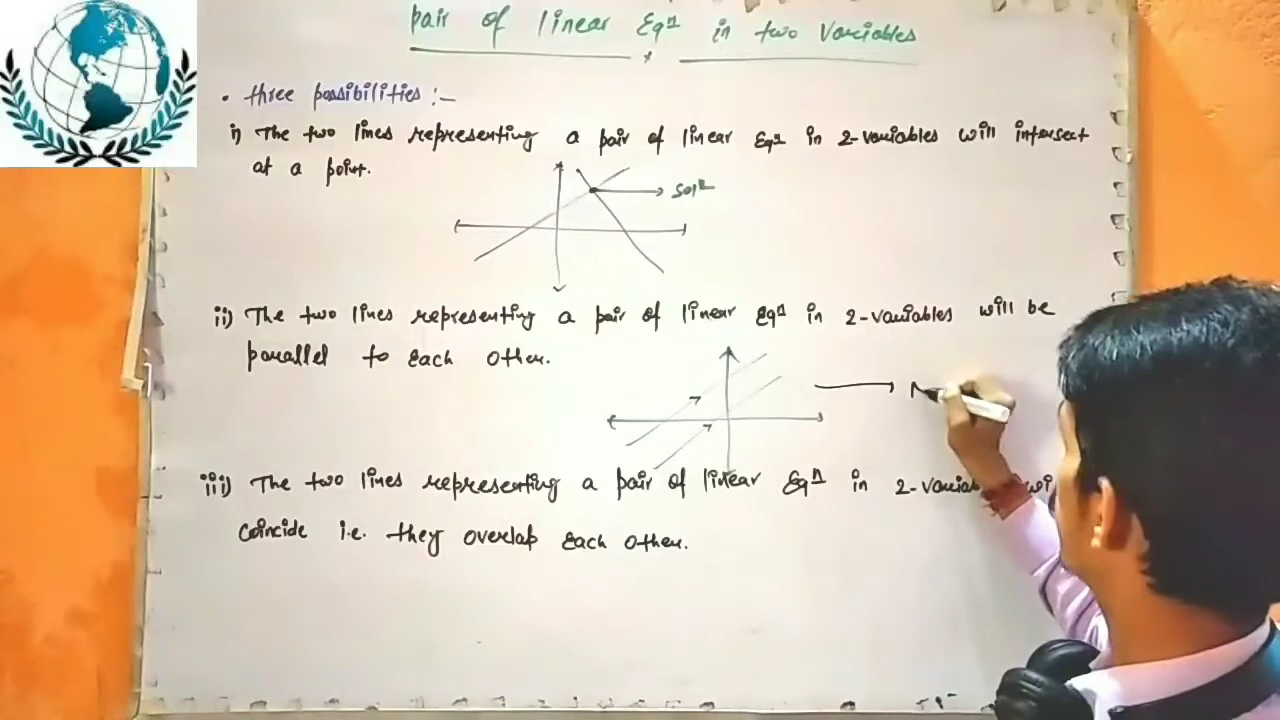 Pair of linear Eqⁿ in two Variables
• three possibilities :-
i) The two lines representing a pair of linear Eqⁿ in 2-variables will intersect
at a point.
Solⁿ
ii) The two lines representing a pair of linear Eqⁿ in 2-variables will be
parallel to Each other.
iii) The two lines representing a pair of linear Eqⁿ in 2-variab
Coincide i.e. they overlap Each other.